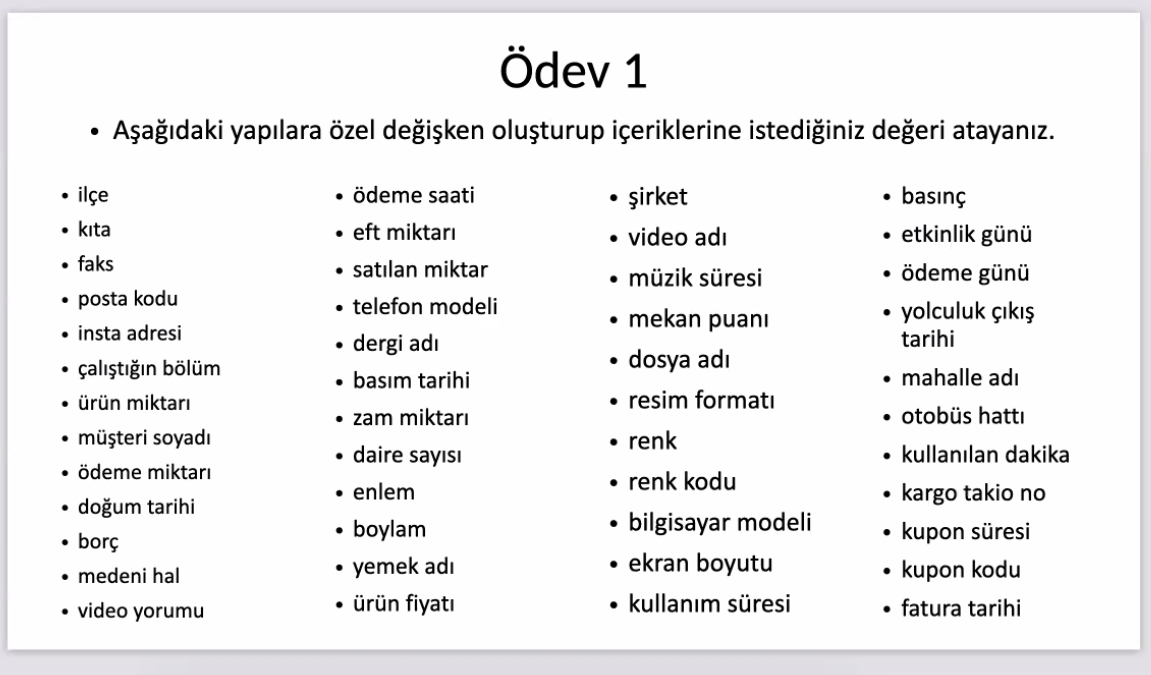 Ödev 1
• Aşağıdaki yapılara özel değişken oluşturup içeriklerine istediğiniz değeri atayanız.
• ilçe
• kıta
• faks
• posta kodu
• insta adresi
• çalıştığın bölüm
• ürün miktarı
• müşteri soyadı
• ödeme miktarı
• doğum tarihi
• borç
• medeni hal
• video yorumu
• ödeme saati
• eft miktarı
• satılan miktar
• telefon modeli
• dergi adı
• basım tarihi
• zam miktarı
• daire sayısı
• enlem
• boylam
• yemek adı
• ürün fiyatı
• şirket
• video adı
• müzik süresi
• mekan puanı
• dosya adı
• resim formatı
• renk
• renk kodu
• bilgisayar modeli
• ekran boyutu
• kullanım süresi
• basınç
• etkinlik günü
• ödeme günü
• yolculuk çıkış
tarihi
• mahalle adı
• otobüs hattı
• kullanılan dakika
• kargo takio no
• kupon süresi
• kupon kodu
• fatura tarihi